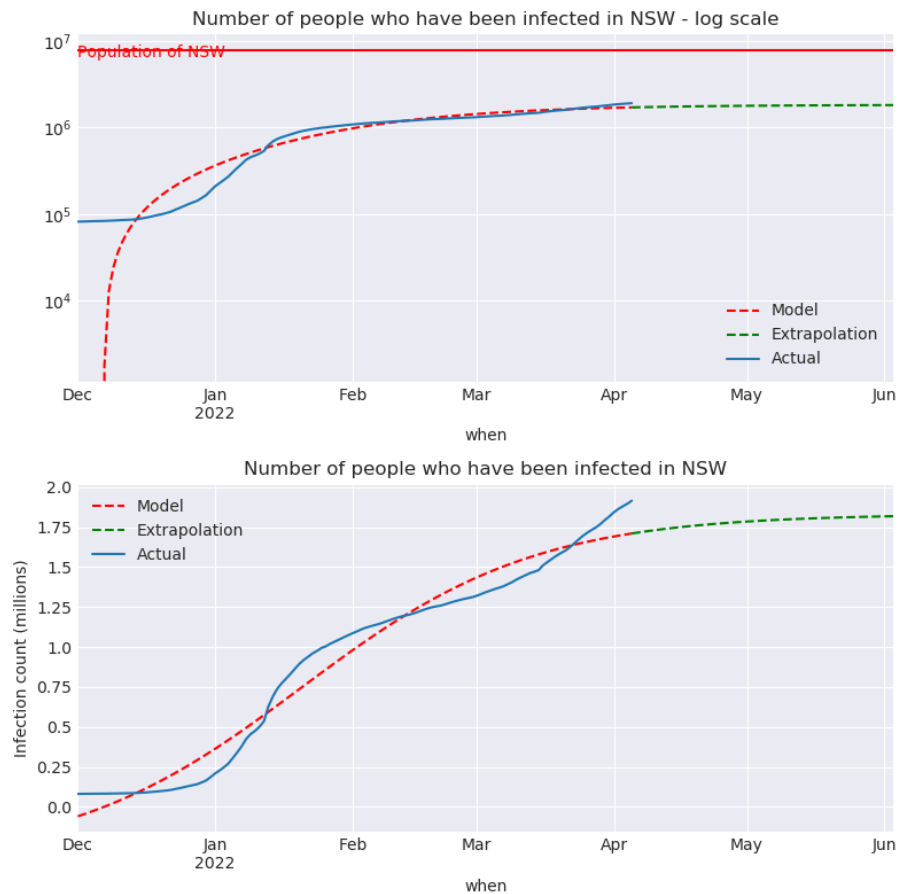 Number of people who have been infected in NSW - log scale
10^7
Population of NSW
10^6
10^5
10^4
Model
Extrapolation
Actual
Dec Jan Feb Mar Apr May Jun
2022
when
Number of people who have been infected in NSW
2.0
Model
1.75
Extrapolation
Actual
1.5
1.25
1.0
0.75
0.5
0.25
0.0
Infection count (millions)
Dec Jan Feb Mar Apr May Jun
2022
when